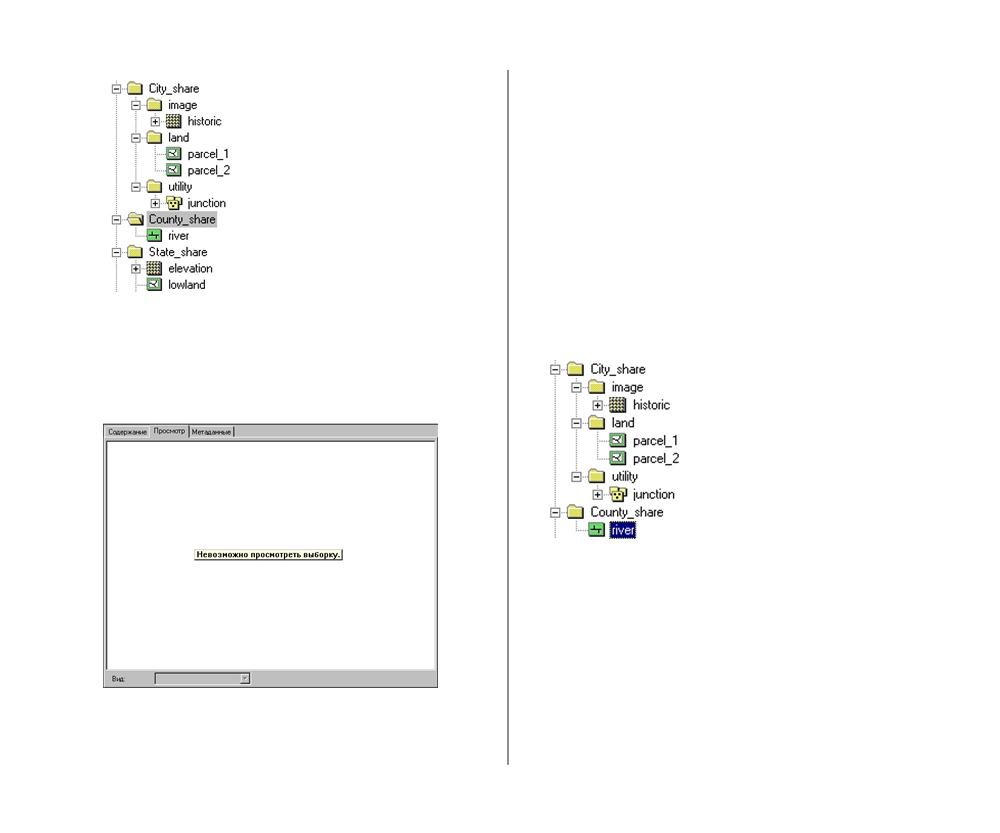 City_share
image
historic
land
parcel_1
parcel_2
utility
junction
County_share
river
State_share
elevation
lowland
Содержание Просмотр Метаданные
Невозможно просмотреть выборку.
Вид:
City_share
image
historic
land
parcel_1
parcel_2
utility
junction
County_share
river